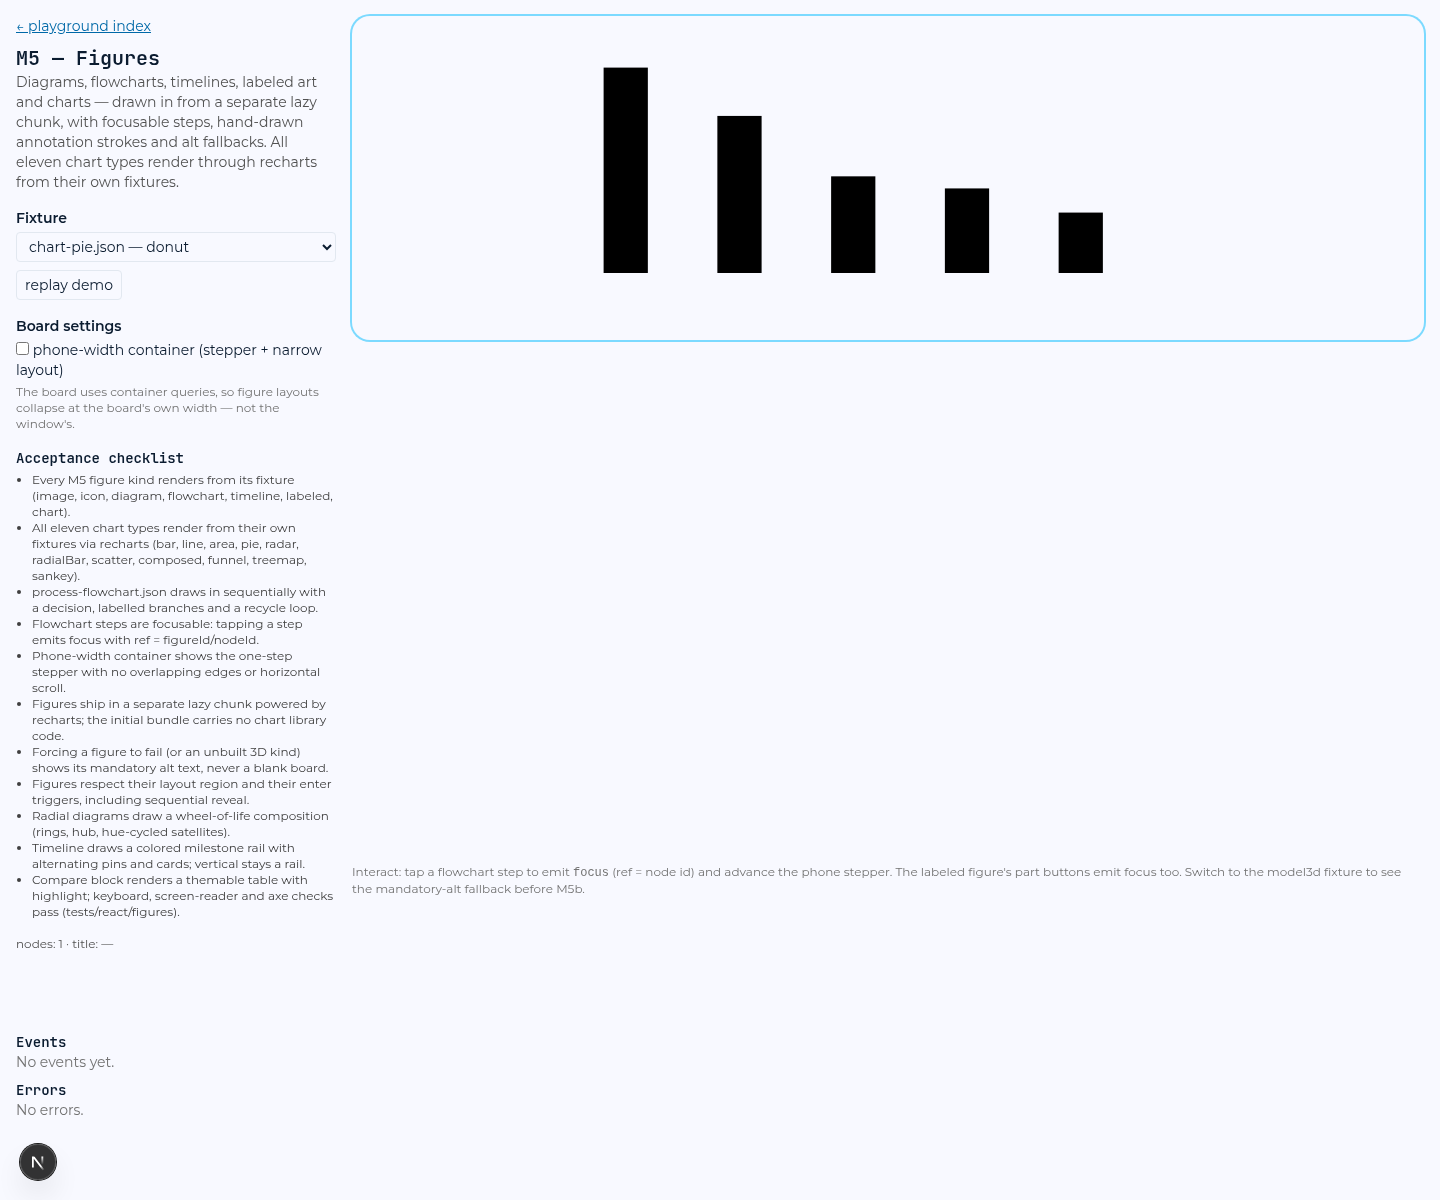 ← playground index
M5 — Figures
Diagrams, flowcharts, timelines, labeled art
and charts — drawn in from a separate lazy
chunk, with focusable steps, hand-drawn
annotation strokes and alt fallbacks. All
eleven chart types render through recharts
from their own fixtures.
Fixture
chart-pie.json — donut
replay demo
Board settings
phone-width container (stepper + narrow
layout)
The board uses container queries, so figure layouts
collapse at the board's own width — not the
window's.
Acceptance checklist
• Every M5 figure kind renders from its fixture
(image, icon, diagram, flowchart, timeline, labeled,
chart).
• All eleven chart types render from their own
fixtures via recharts (bar, line, area, pie, radar,
radialBar, scatter, composed, funnel, treemap,
sankey).
• process-flowchart.json draws in sequentially with
a decision, labelled branches and a recycle loop.
• Flowchart steps are focusable: tapping a step
emits focus with ref = figureId/nodeId.
• Phone-width container shows the one-step
stepper with no overlapping edges or horizontal
scroll.
• Figures ship in a separate lazy chunk powered by
recharts; the initial bundle carries no chart library
code.
• Forcing a figure to fail (or an unbuilt 3D kind)
shows its mandatory alt text, never a blank board.
• Figures respect their layout region and their enter
triggers, including sequential reveal.
• Radial diagrams draw a wheel-of-life composition
(rings, hub, hue-cycled satellites).
• Timeline draws a colored milestone rail with
alternating pins and cards; vertical stays a rail.
• Compare block renders a themable table with
highlight; keyboard, screen-reader and axe checks
pass (tests/react/figures).
nodes: 1 · title: —
Events
No events yet.
Errors
No errors.
N
Interact: tap a flowchart step to emit focus (ref = node id) and advance the phone stepper. The labeled figure's part buttons emit focus too. Switch to the model3d fixture to see
the mandatory-alt fallback before M5b.